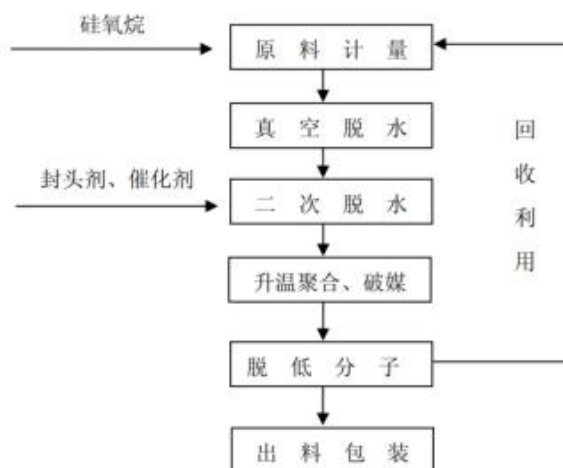 硅氧烷
原料计量
真空脱水
回收利用
封头剂、催化剂
二次脱水
升温聚合、破媒
脱低分子
出料包装